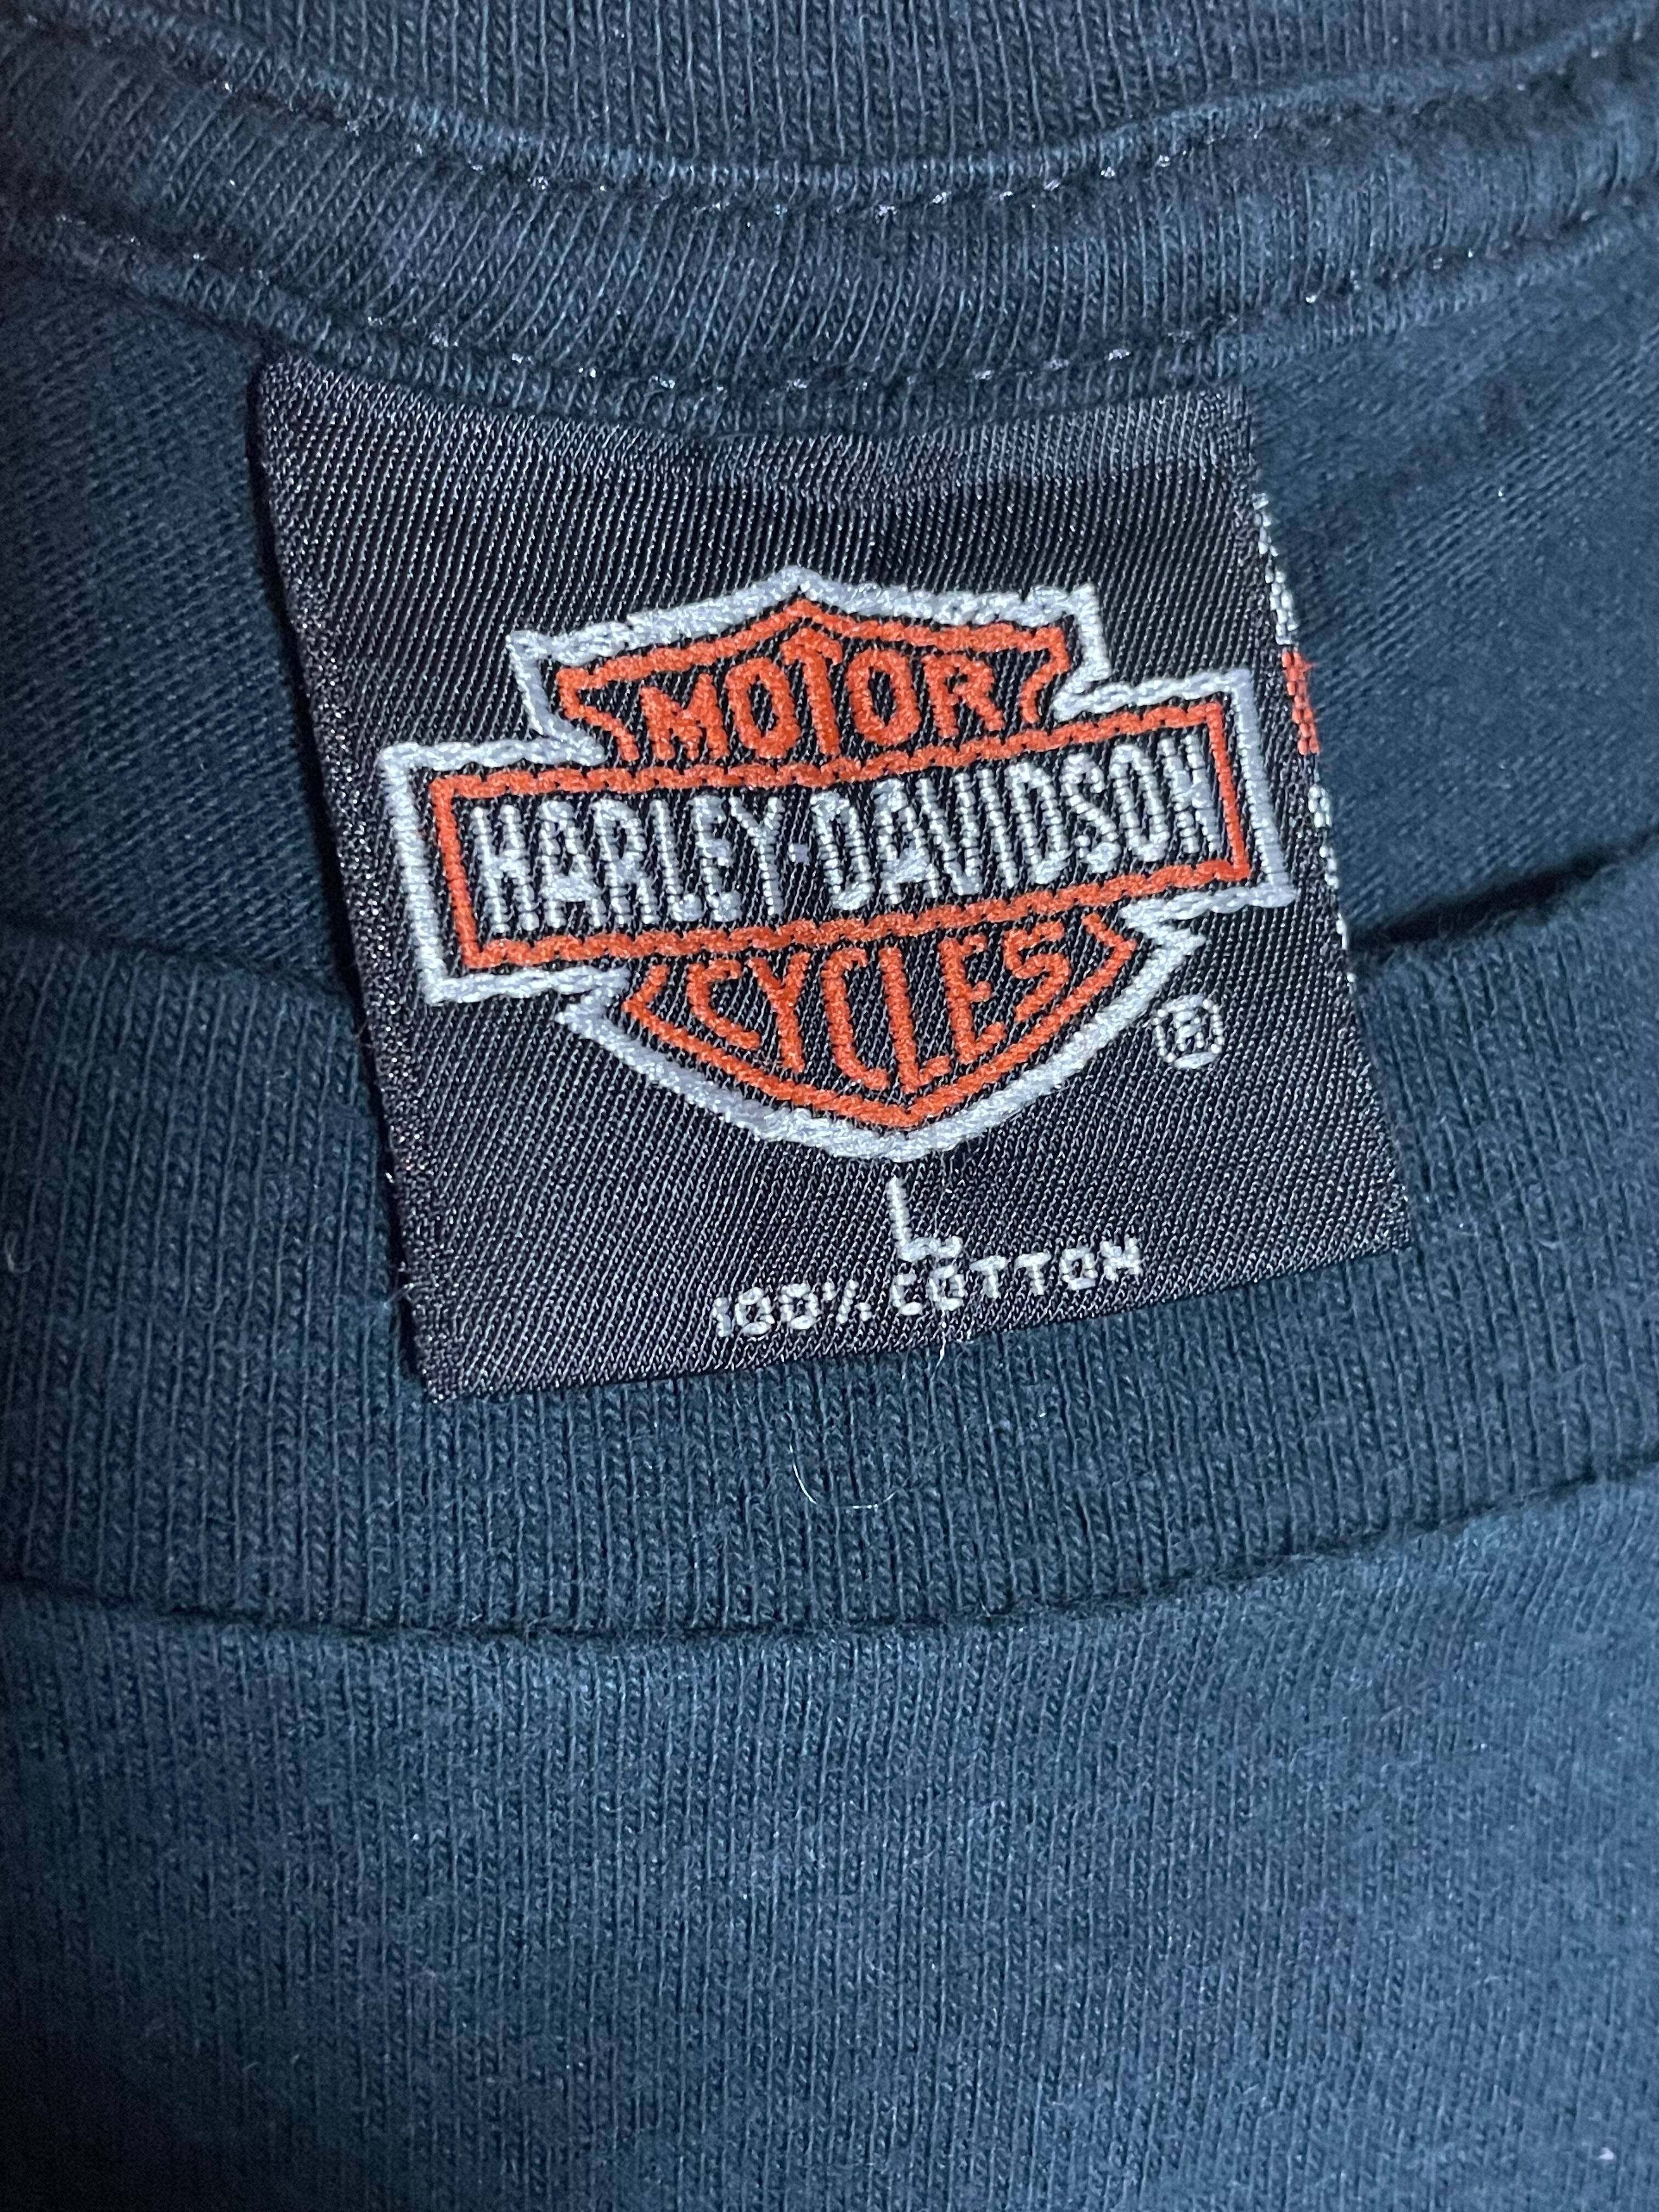 MOTOR
HARLEY-DAVIDSON
CYCLES
®
L
100% COTTON